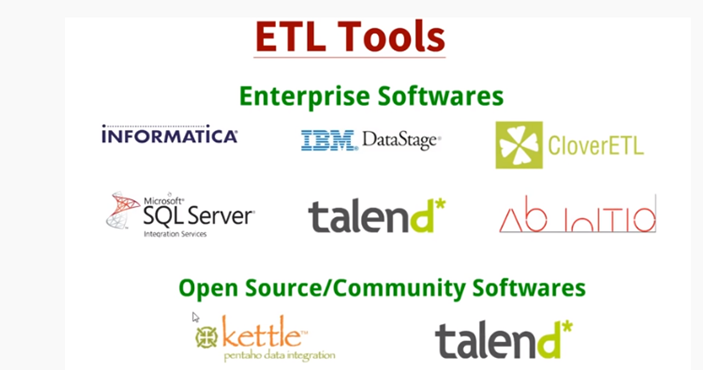 ETL Tools
Enterprise Softwares
INFORMATICA
IBM DataStage
CloverETL
Microsoft
SQL Server
Integration Services
talend*
Ab Initio
Open Source/Community Softwares
kettle™
pentaho data integration
talend*